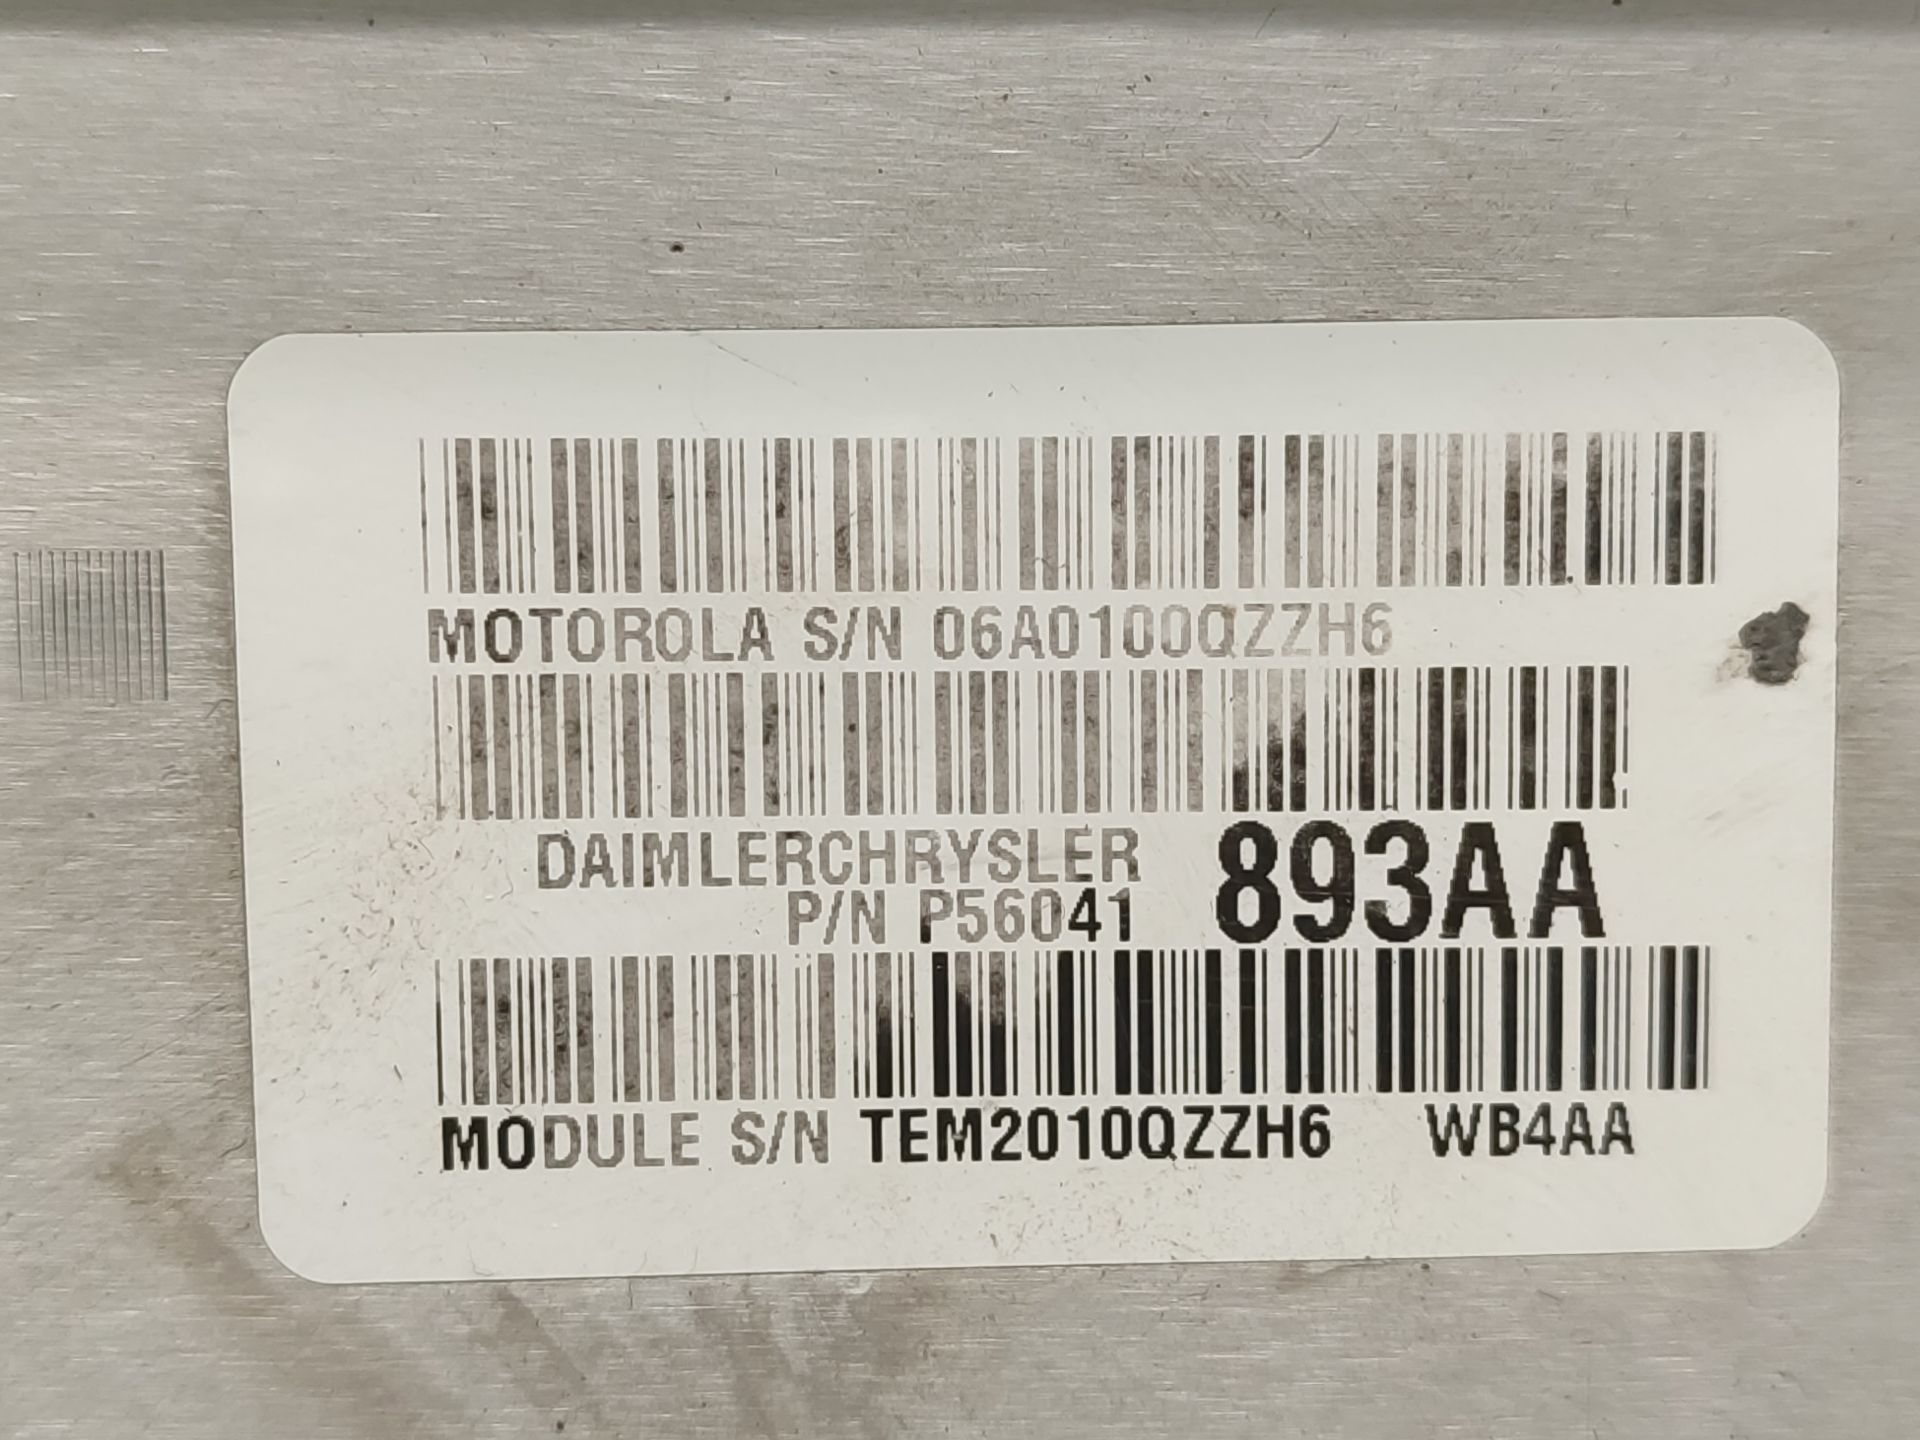 MOTOROLA S/N 06A0100QZZH6
DAIMLERCHRYSLER 893AA
P/N P56041
MODULE S/N TEM2010QZZH6 WB4AA